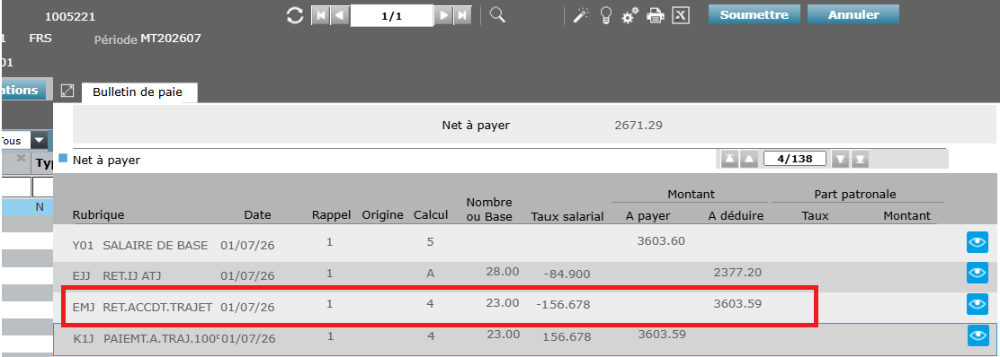 1005221 1/1 Soumettre Annuler
1 FRS Période MT202607
01
ations Bulletin de paie
Net à payer 2671.29
Tous
Net à payer 4/138
Typ
Montant Part patronale
Nombre
Rubrique Date Rappel Origine Calcul ou Base Taux salarial A payer A déduire Taux Montant
N
Y01 SALAIRE DE BASE 01/07/26 1 5 3603.60
EJJ RET.IJ ATJ 01/07/26 1 A 28.00 -84.900 2377.20
EMJ RET.ACCDT.TRAJET 01/07/26 1 4 23.00 -156.678 3603.59
K1J PAIEMT.A.TRAJ.100% 01/07/26 1 4 23.00 156.678 3603.59